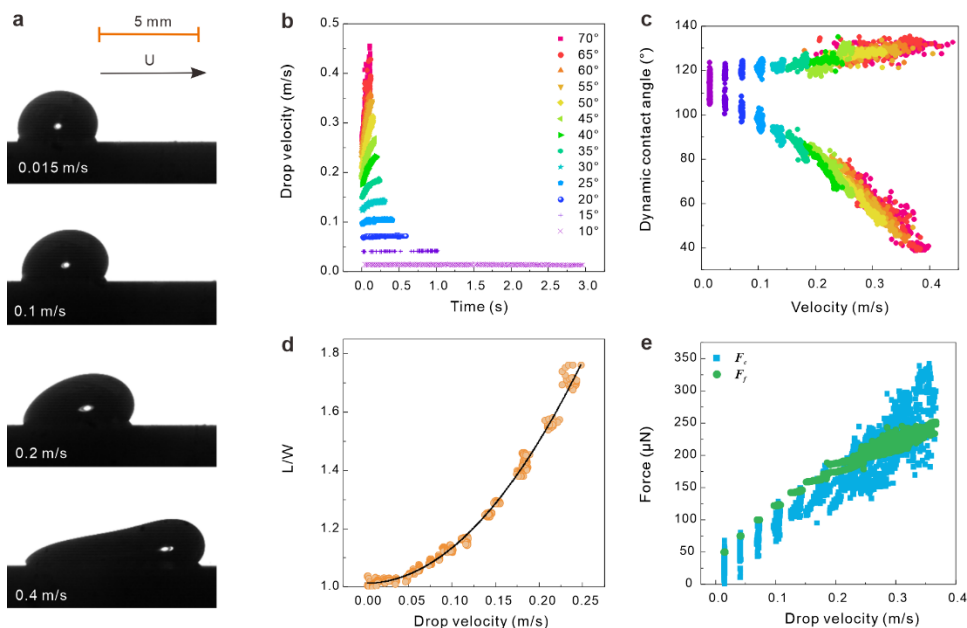 a
5 mm
U
0.015 m/s
0.1 m/s
0.2 m/s
0.4 m/s
b
Drop velocity (m/s)
0.5
0.4
0.3
0.2
0.1
0.0
0.0 0.5 1.0 1.5 2.0 2.5 3.0
Time (s)
70°
65°
60°
55°
50°
45°
40°
35°
30°
25°
20°
15°
10°
c
Dynamic contact angle (°)
140
120
100
80
60
40
0.0 0.1 0.2 0.3 0.4
Velocity (m/s)
d
L/W
1.8
1.6
1.4
1.2
1.0
0.00 0.05 0.10 0.15 0.20 0.25
Drop velocity (m/s)
e
Force (µN)
350
300
250
200
150
100
50
0
0.0 0.1 0.2 0.3 0.4
Drop velocity (m/s)
F_c
F_f